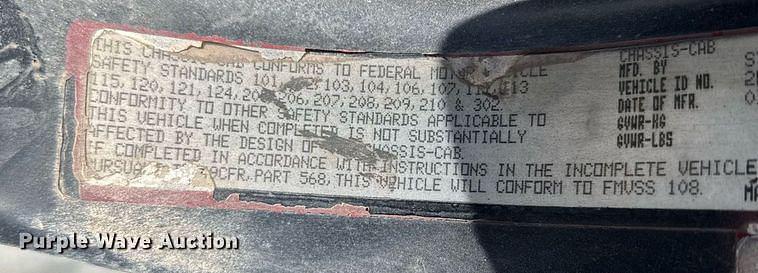 THIS CHASSIS-CAB CONFORMS TO FEDERAL MOTOR VEHICLE
SAFETY STANDARDS 101, 103, 104, 106, 107, 113
115, 120, 121, 124, 206, 207, 208, 209, 210 & 302.
CONFORMITY TO OTHER SAFETY STANDARDS APPLICABLE TO
THIS VEHICLE WHEN COMPLETED IS NOT SUBSTANTIALLY
AFFECTED BY THE DESIGN OF CHASSIS-CAB.
IF COMPLETED IN ACCORDANCE WITH INSTRUCTIONS IN THE INCOMPLETE VEHICLE
PURSUA 9CFR, PART 568, THIS VEHICLE WILL CONFORM TO FMVSS 108.
CHASSIS-CAB
MFD. BY
VEHICLE ID NO.
DATE OF MFR.
GVWR-KG
GVWR-LBS
Purple Wave Auction